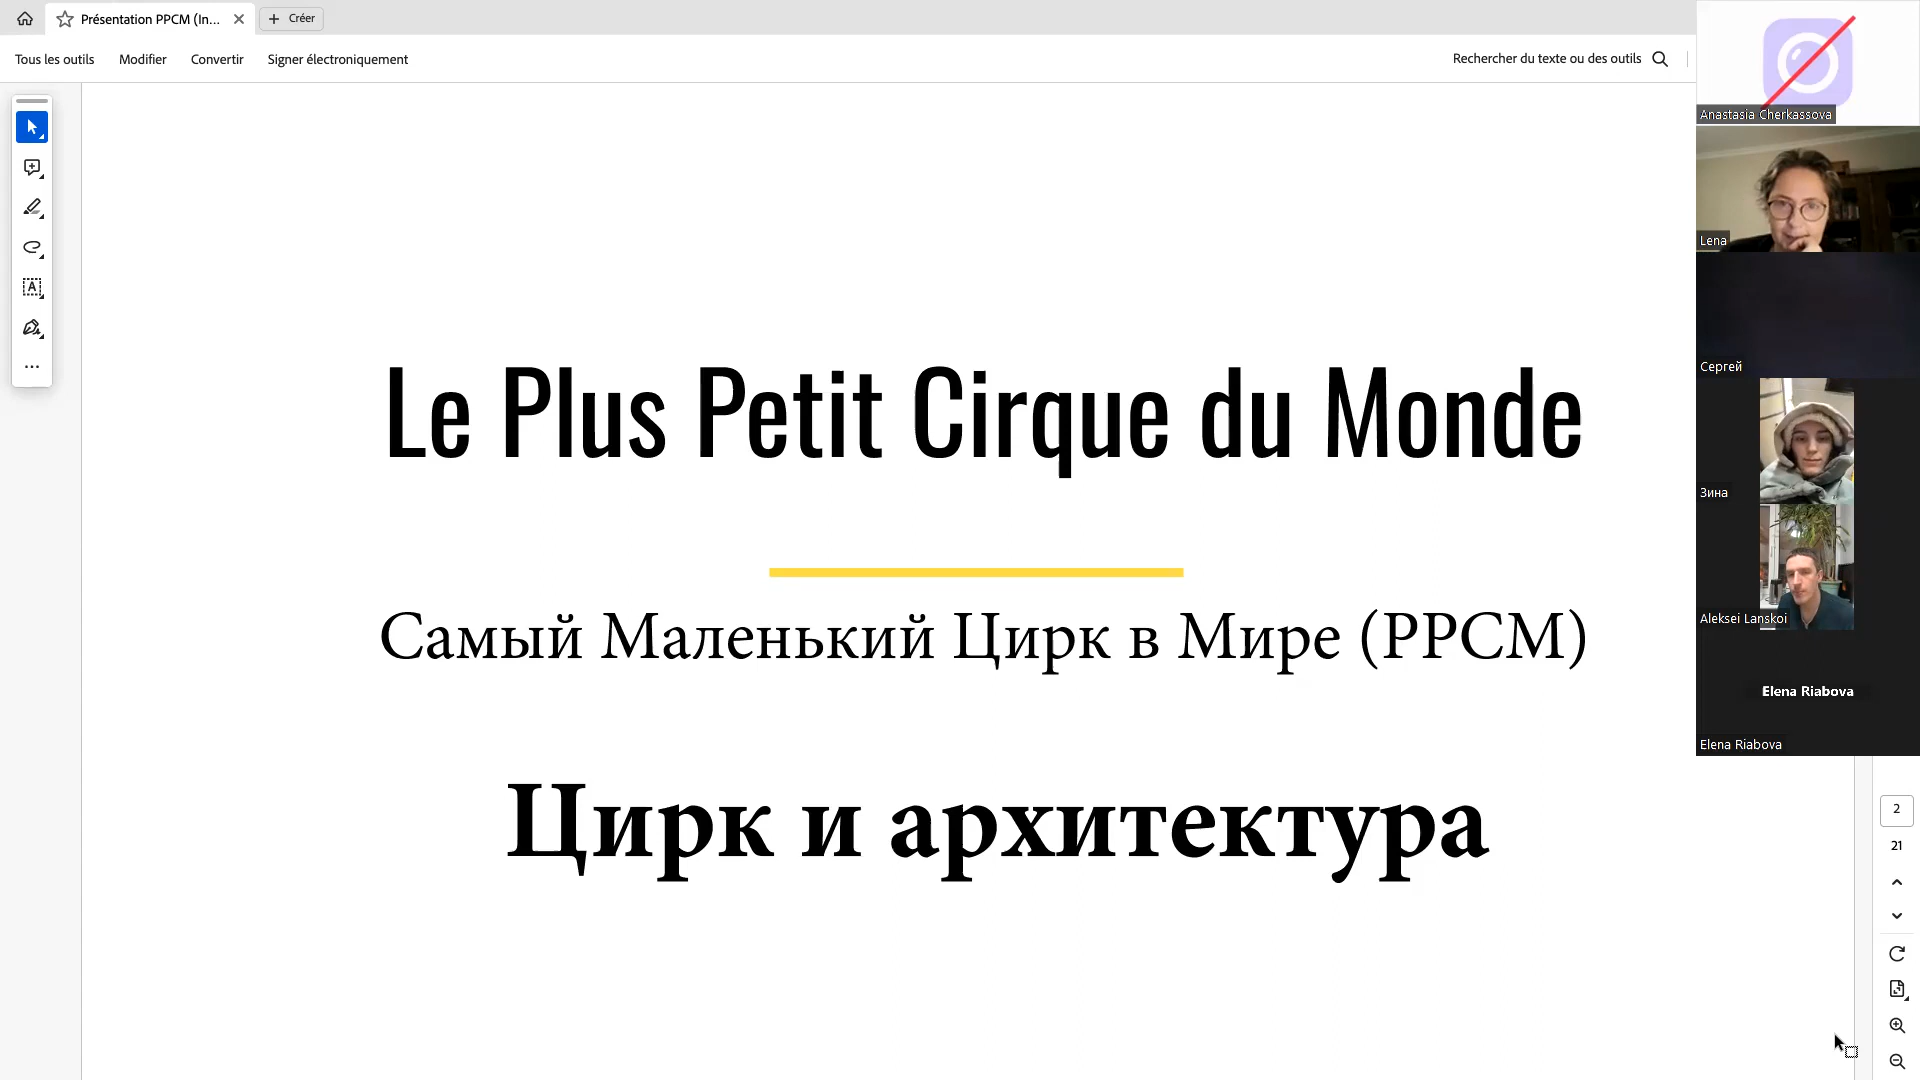 Présentation PPCM (In...
Créer
Tous les outils
Modifier
Convertir
Signer électroniquement
Rechercher du texte ou des outils
Le Plus Petit Cirque du Monde
Самый Маленький Цирк в Мире (PPCM)
Цирк и архитектура
Anastasia Cherkassova
Lena
Сергей
Зина
Aleksei Lanskoi
Elena Riabova
Elena Riabova
2
21